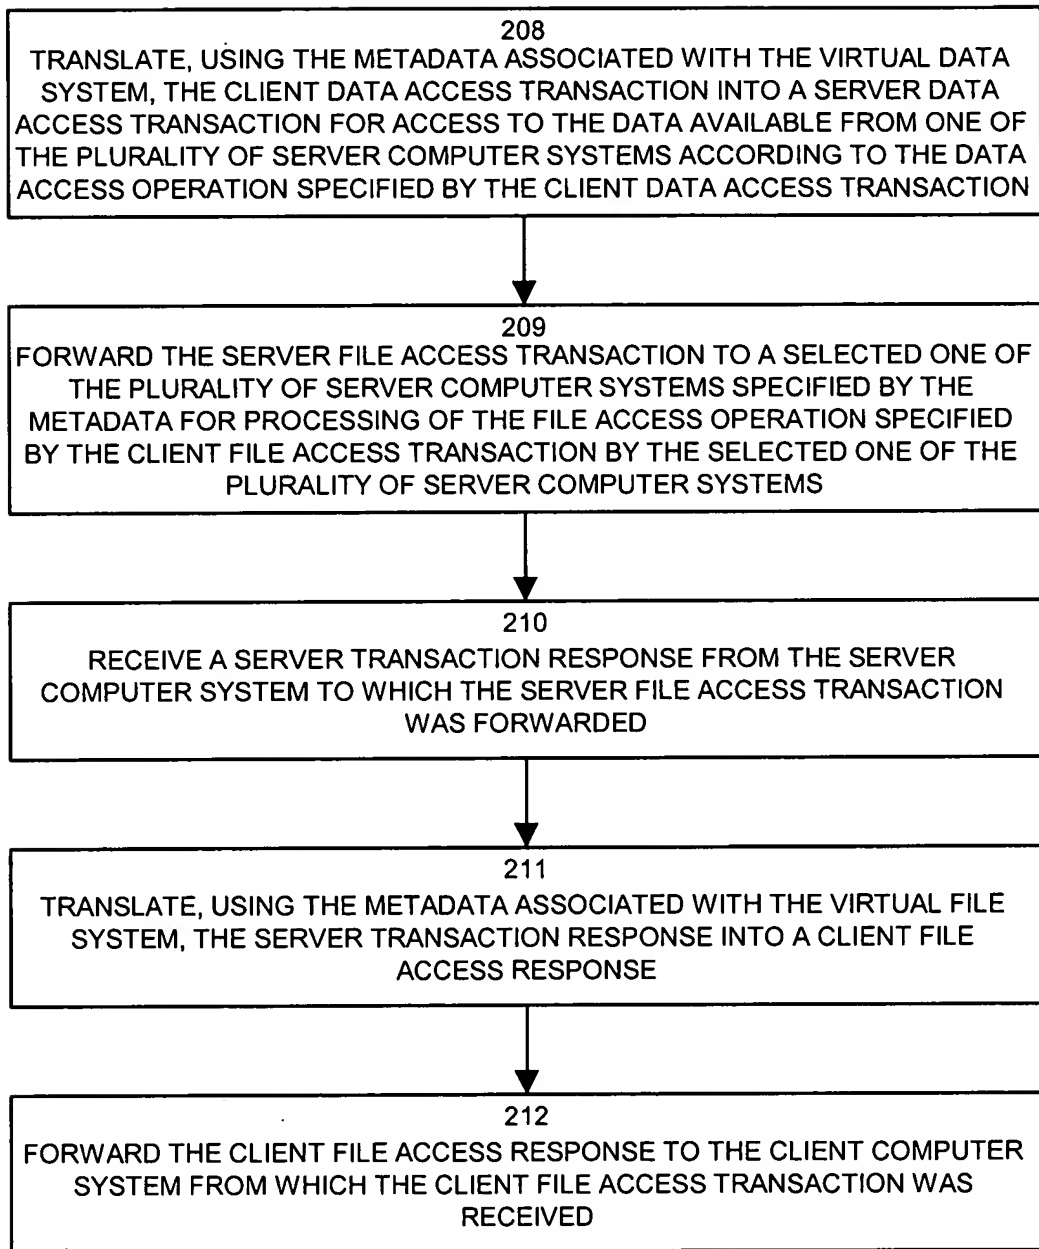 208
TRANSLATE, USING THE METADATA ASSOCIATED WITH THE VIRTUAL DATA
SYSTEM, THE CLIENT DATA ACCESS TRANSACTION INTO A SERVER DATA
ACCESS TRANSACTION FOR ACCESS TO THE DATA AVAILABLE FROM ONE OF
THE PLURALITY OF SERVER COMPUTER SYSTEMS ACCORDING TO THE DATA
ACCESS OPERATION SPECIFIED BY THE CLIENT DATA ACCESS TRANSACTION
209
FORWARD THE SERVER FILE ACCESS TRANSACTION TO A SELECTED ONE OF
THE PLURALITY OF SERVER COMPUTER SYSTEMS SPECIFIED BY THE
METADATA FOR PROCESSING OF THE FILE ACCESS OPERATION SPECIFIED
BY THE CLIENT FILE ACCESS TRANSACTION BY THE SELECTED ONE OF THE
PLURALITY OF SERVER COMPUTER SYSTEMS
210
RECEIVE A SERVER TRANSACTION RESPONSE FROM THE SERVER
COMPUTER SYSTEM TO WHICH THE SERVER FILE ACCESS TRANSACTION
WAS FORWARDED
211
TRANSLATE, USING THE METADATA ASSOCIATED WITH THE VIRTUAL FILE
SYSTEM, THE SERVER TRANSACTION RESPONSE INTO A CLIENT FILE
ACCESS RESPONSE
212
FORWARD THE CLIENT FILE ACCESS RESPONSE TO THE CLIENT COMPUTER
SYSTEM FROM WHICH THE CLIENT FILE ACCESS TRANSACTION WAS
RECEIVED